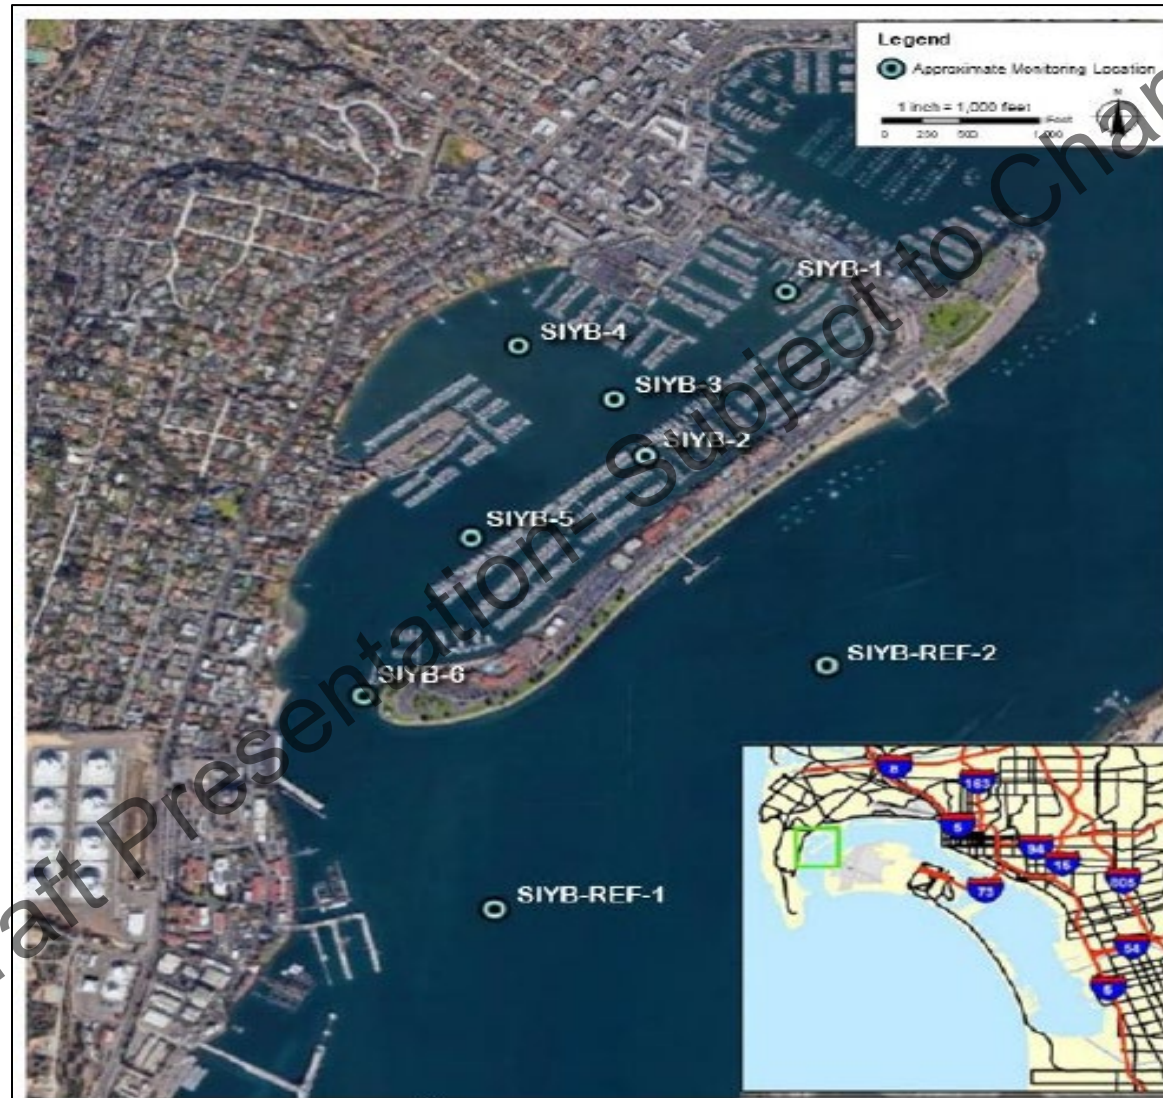 Legend
Approximate Monitoring Location
1 inch = 1,000 feet
N
Feet
0 250 500 1,000
SIYB-1
SIYB-4
SIYB-3
SIYB-2
SIYB-5
SIYB-REF-2
SIYB-6
SIYB-REF-1
8
163
5
94
15
805
54
5
Draft Presentation- Subject to Chan